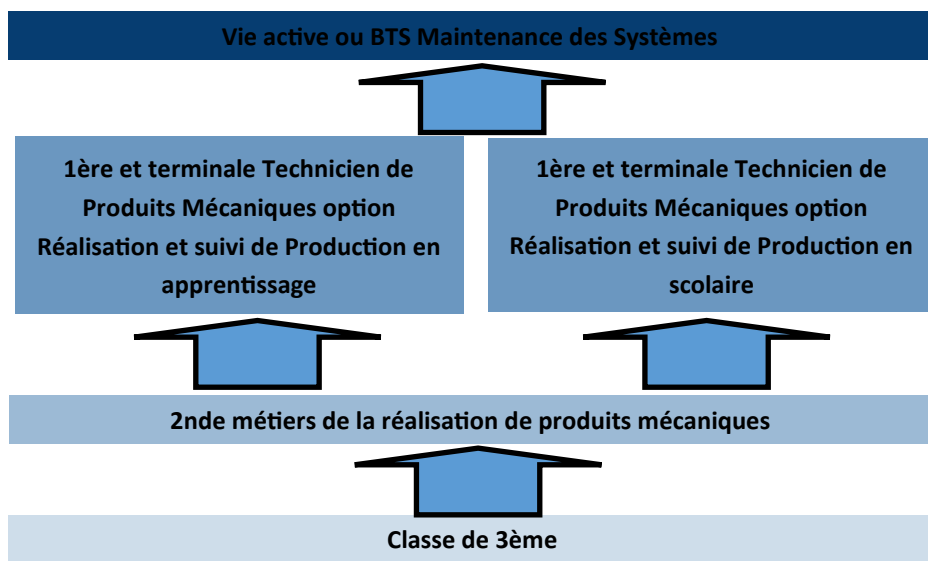 Vie active ou BTS Maintenance des Systèmes
1ère et terminale Technicien de
Produits Mécaniques option
Réalisation et suivi de Production en
apprentissage
1ère et terminale Technicien de
Produits Mécaniques option
Réalisation et suivi de Production en
scolaire
2nde métiers de la réalisation de produits mécaniques
Classe de 3ème